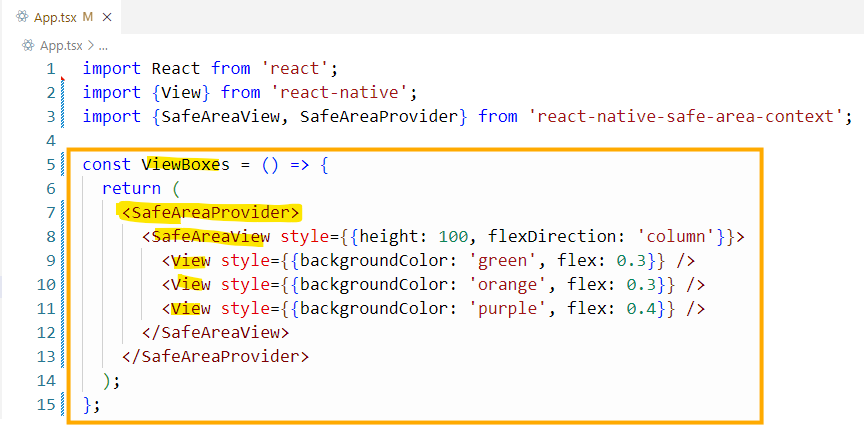 App.tsx M ×
App.tsx > ...
1 import React from 'react';
2 import {View} from 'react-native';
3 import {SafeAreaView, SafeAreaProvider} from 'react-native-safe-area-context';
4
5 const ViewBoxes = () => {
6   return (
7     <SafeAreaProvider>
8       <SafeAreaView style={{height: 100, flexDirection: 'column'}}>
9         <View style={{backgroundColor: 'green', flex: 0.3}} />
10         <View style={{backgroundColor: 'orange', flex: 0.3}} />
11         <View style={{backgroundColor: 'purple', flex: 0.4}} />
12       </SafeAreaView>
13     </SafeAreaProvider>
14   );
15 };